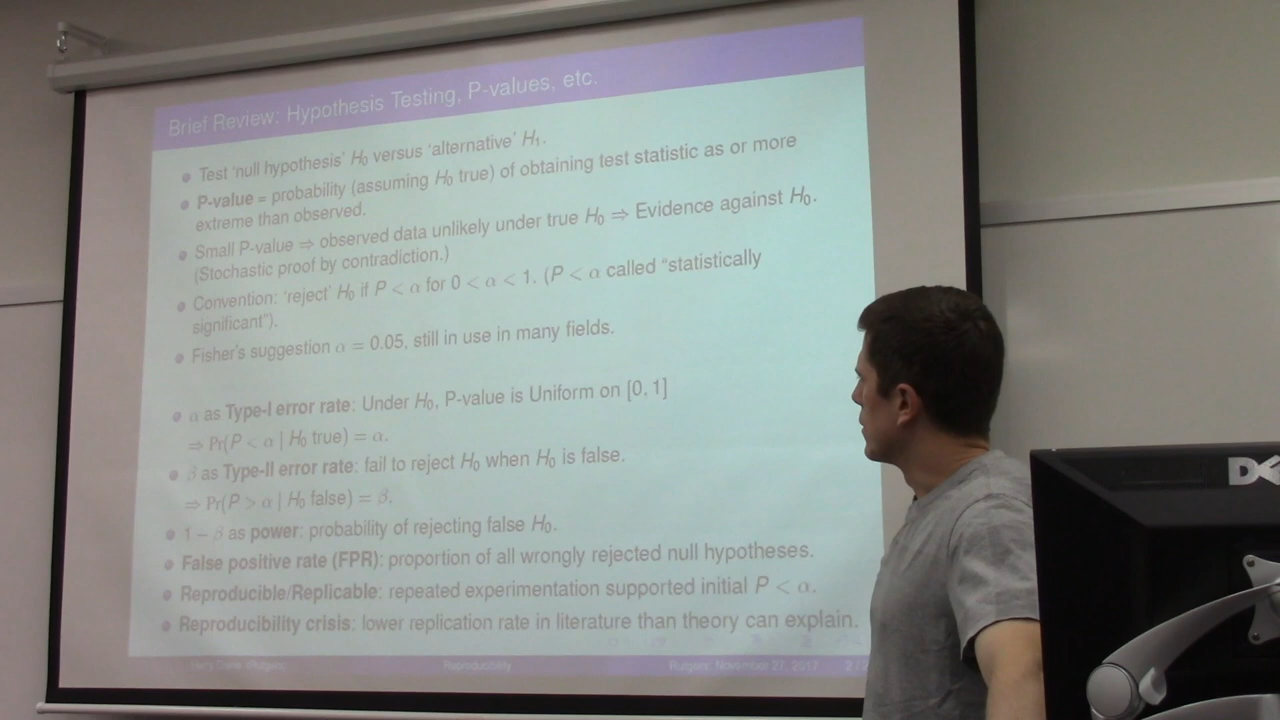 Brief Review: Hypothesis Testing, P-values, etc.
Test 'null hypothesis' H₀ versus 'alternative' H₁.
P-value = probability (assuming H₀ true) of obtaining test statistic as or more
extreme than observed.
Small P-value ⇒ observed data unlikely under true H₀ ⇒ Evidence against H₀.
(Stochastic proof by contradiction.)
Convention: 'reject' H₀ if P < α for 0 < α < 1. (P < α called "statistically
significant").
Fisher's suggestion α = 0.05, still in use in many fields.
α as Type-I error rate: Under H₀, P-value is Uniform on [0, 1]
⇒ Pr(P < α | H₀ true) = α.
β as Type-II error rate: fail to reject H₀ when H₀ is false.
⇒ Pr(P > α | H₀ false) = β.
1 − β as power: probability of rejecting false H₀.
False positive rate (FPR): proportion of all wrongly rejected null hypotheses.
Reproducible/Replicable: repeated experimentation supported initial P < α.
Reproducibility crisis: lower replication rate in literature than theory can explain.
Harry Crane (Rutgers) Reproducibility Rutgers: November 27, 2017 2 /
DE